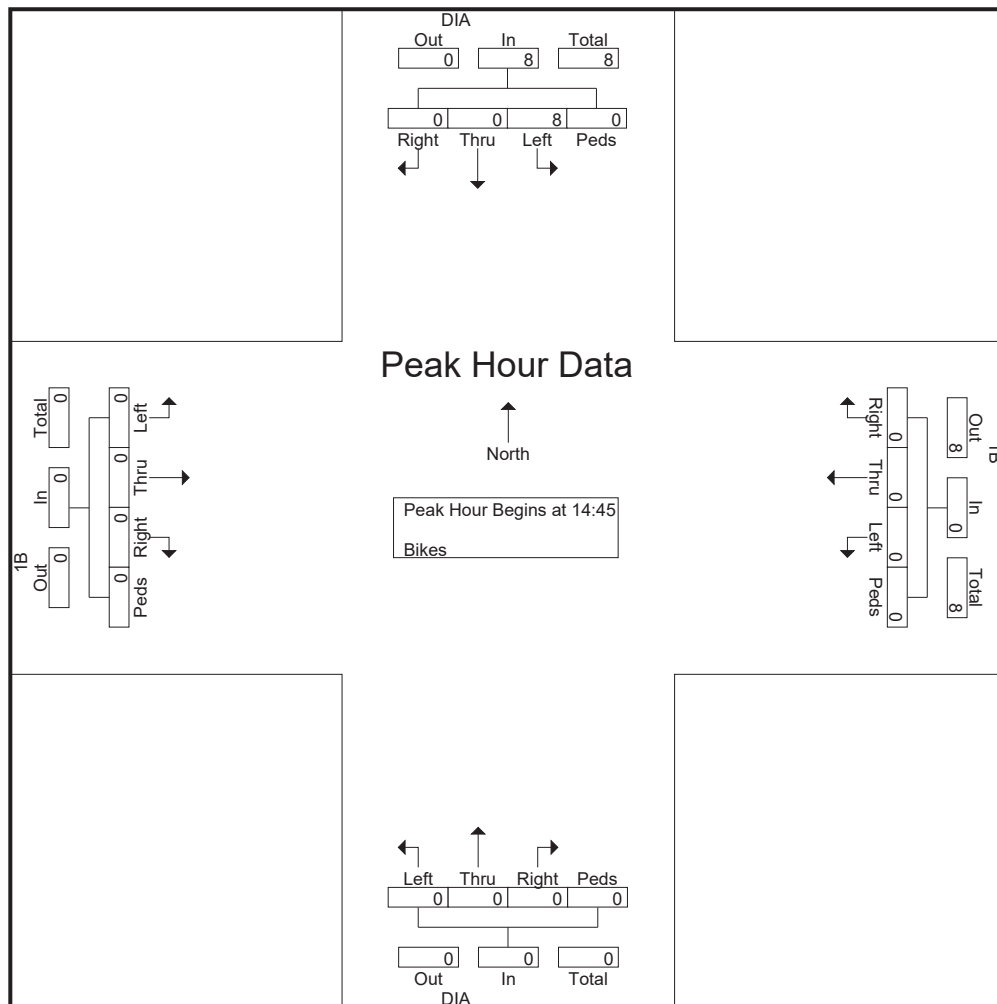 DIA
Out In Total
0 8 8
0 0 8 0
Right Thru Left Peds
Peak Hour Data
North
Peak Hour Begins at 14:45
Bikes
1B
Out In Total
0 0 0
Left Thru Right Peds
0 0 0 0
1B
Out In Total
8 0 8
Right Thru Left Peds
0 0 0 0
Left Thru Right Peds
0 0 0 0
0 0 0
Out In Total
DIA